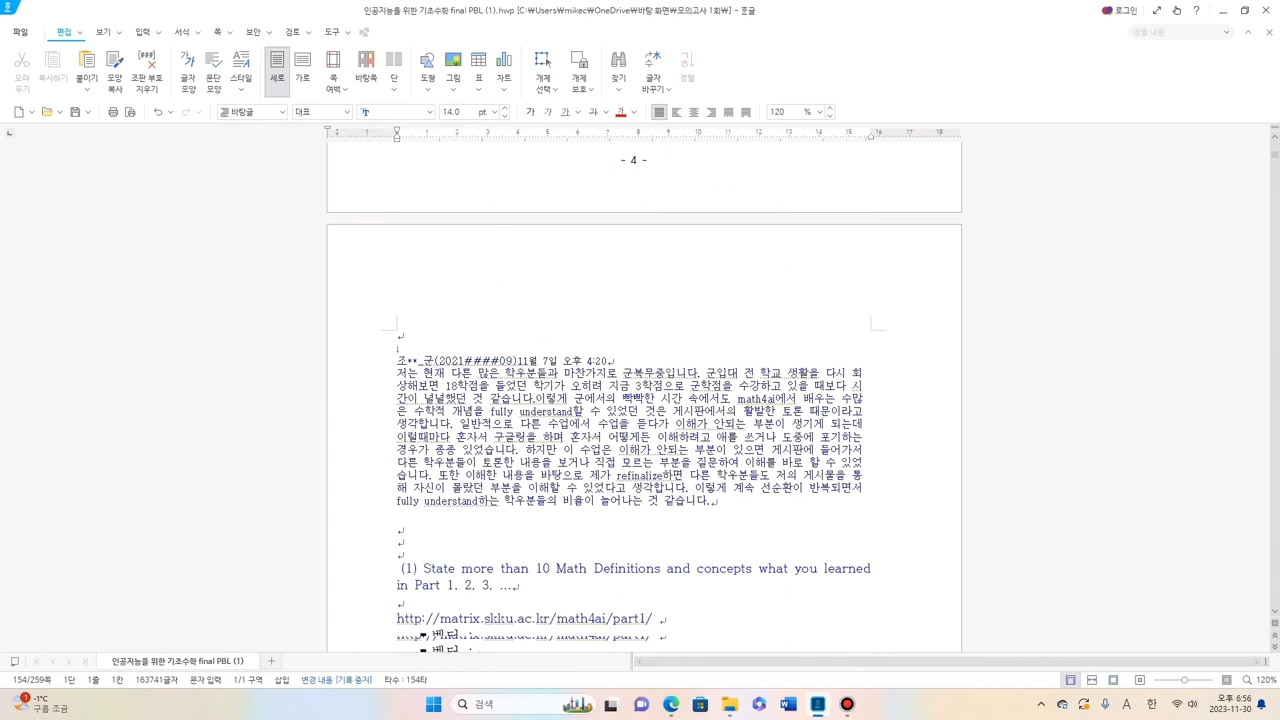 인공지능을 위한 기초수학 final PBL (1).hwp [C:\Users\mikec\OneDrive\바탕 화면\모의고사 1회\] - 한글
로그인
파일 편집 보기 입력 서식 쪽 보안 검토 도구
찾을 내용
오려 두기 복사하기 붙이기 모양 복사 조판 부호 지우기 글자 모양 문단 모양 스타일 세로 가로 쪽 여백 바탕쪽 단 도형 그림 표 차트 개체 선택 개체 보호 찾기 글자 바꾸기 정렬
바탕글 대표 14.0 pt 가 가 가 가 가 120 %
2 1 1 2 3 4 5 6 7 8 9 10 11 12 13 14 15 16 17 18
- 4 -
조**_군(2021####09)11월 7일 오후 4:20
저는 현재 다른 많은 학우분들과 마찬가지로 군복무중입니다. 군입대 전 학교 생활을 다시 회
상해보면 18학점을 들었던 학기가 오히려 지금 3학점으로 군학점을 수강하고 있을 때보다 시
간이 널널했던 것 같습니다.이렇게 군에서의 빡빡한 시간 속에서도 math4ai에서 배우는 수많
은 수학적 개념을 fully understand할 수 있었던 것은 게시판에서의 활발한 토론 때문이라고
생각합니다. 일반적으로 다른 수업에서 수업을 듣다가 이해가 안되는 부분이 생기게 되는데
이럴때마다 혼자서 구글링을 하며 혼자서 어떻게든 이해하려고 애를 쓰거나 도중에 포기하는
경우가 종종 있었습니다. 하지만 이 수업은 이해가 안되는 부분이 있으면 게시판에 들어가서
다른 학우분들이 토론한 내용을 보거나 직접 모르는 부분을 질문하여 이해를 바로 할 수 있었
습니다. 또한 이해한 내용을 바탕으로 제가 refinalize하면 다른 학우분들도 저의 게시물을 통
해 자신이 몰랐던 부분을 이해할 수 있었다고 생각합니다. 이렇게 계속 선순환이 반복되면서
fully understand하는 학우분들의 비율이 늘어나는 것 같습니다.
(1) State more than 10 Math Definitions and concepts what you learned
in Part 1, 2, 3, ...
http://matrix.skku.ac.kr/math4ai/part1/
인공지능을 위한 기초수학 final PBL (1)
154/259쪽 1단 1줄 1칸 163741글자 문자 입력 1/1 구역 삽입 변경 내용 [기록 중지] 타수 : 154타 120%
-1°C
구름 조금
검색
A 한
오후 6:56
2023-11-30